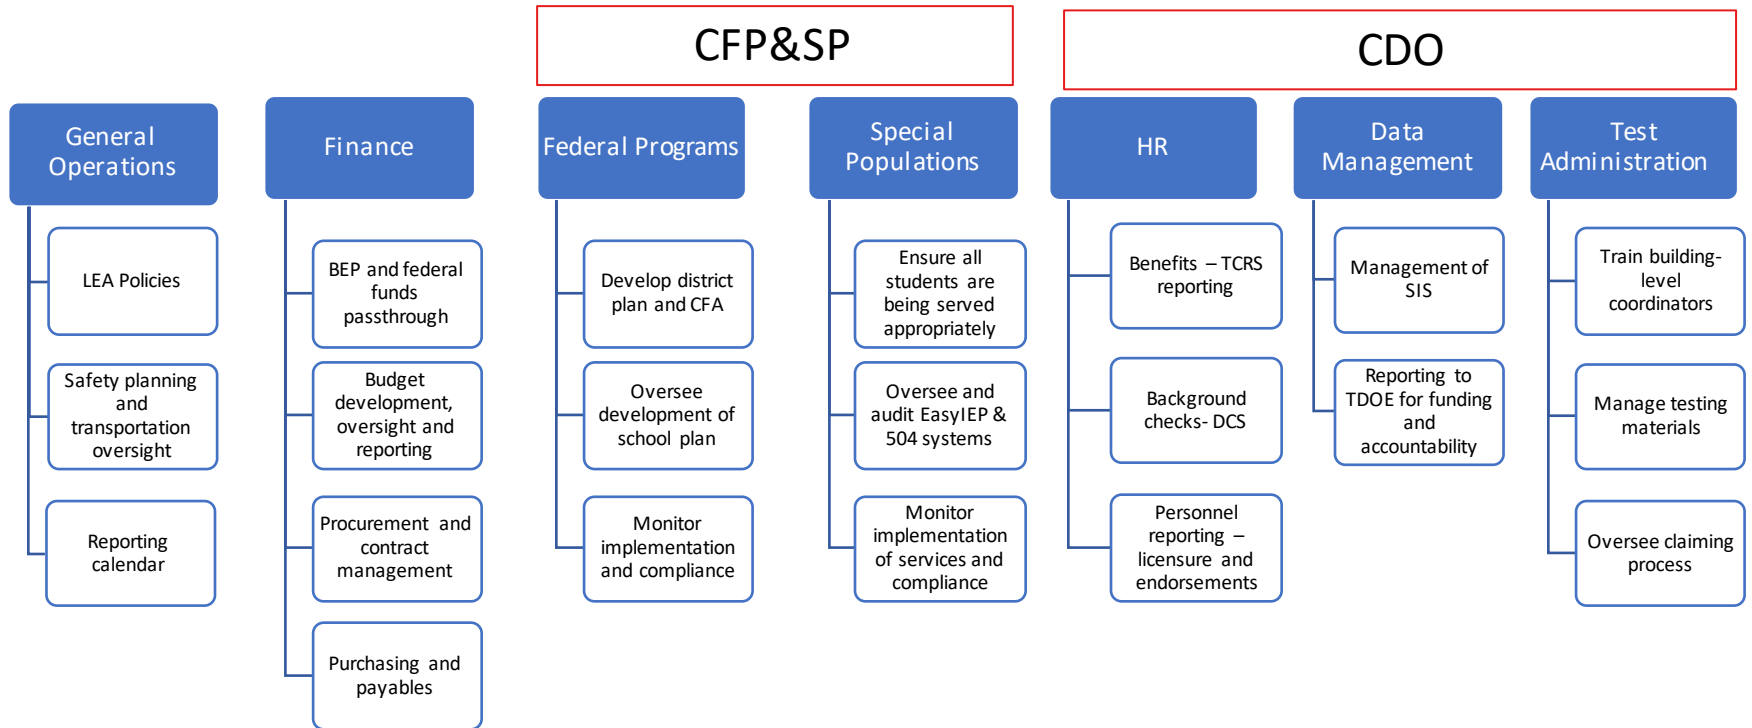 CFP&SP
CDO
General
Operations
LEA Policies
Safety planning
and
transportation
oversight
Reporting
calendar
Finance
BEP and federal
funds
passthrough
Budget
development,
oversight and
reporting
Procurement and
contract
management
Purchasing and
payables
Federal Programs
Develop district
plan and CFA
Oversee
development of
school plan
Monitor
implementation
and compliance
Special
Populations
Ensure all
students are
being served
appropriately
Oversee and
audit EasyIEP &
504 systems
Monitor
implementation
of services and
compliance
HR
Benefits – TCRS
reporting
Background
checks- DCS
Personnel
reporting –
licensure and
endorsements
Data
Management
Management of
SIS
Reporting to
TDOE for funding
and
accountability
Test
Administration
Train building-
level
coordinators
Manage testing
materials
Oversee claiming
process